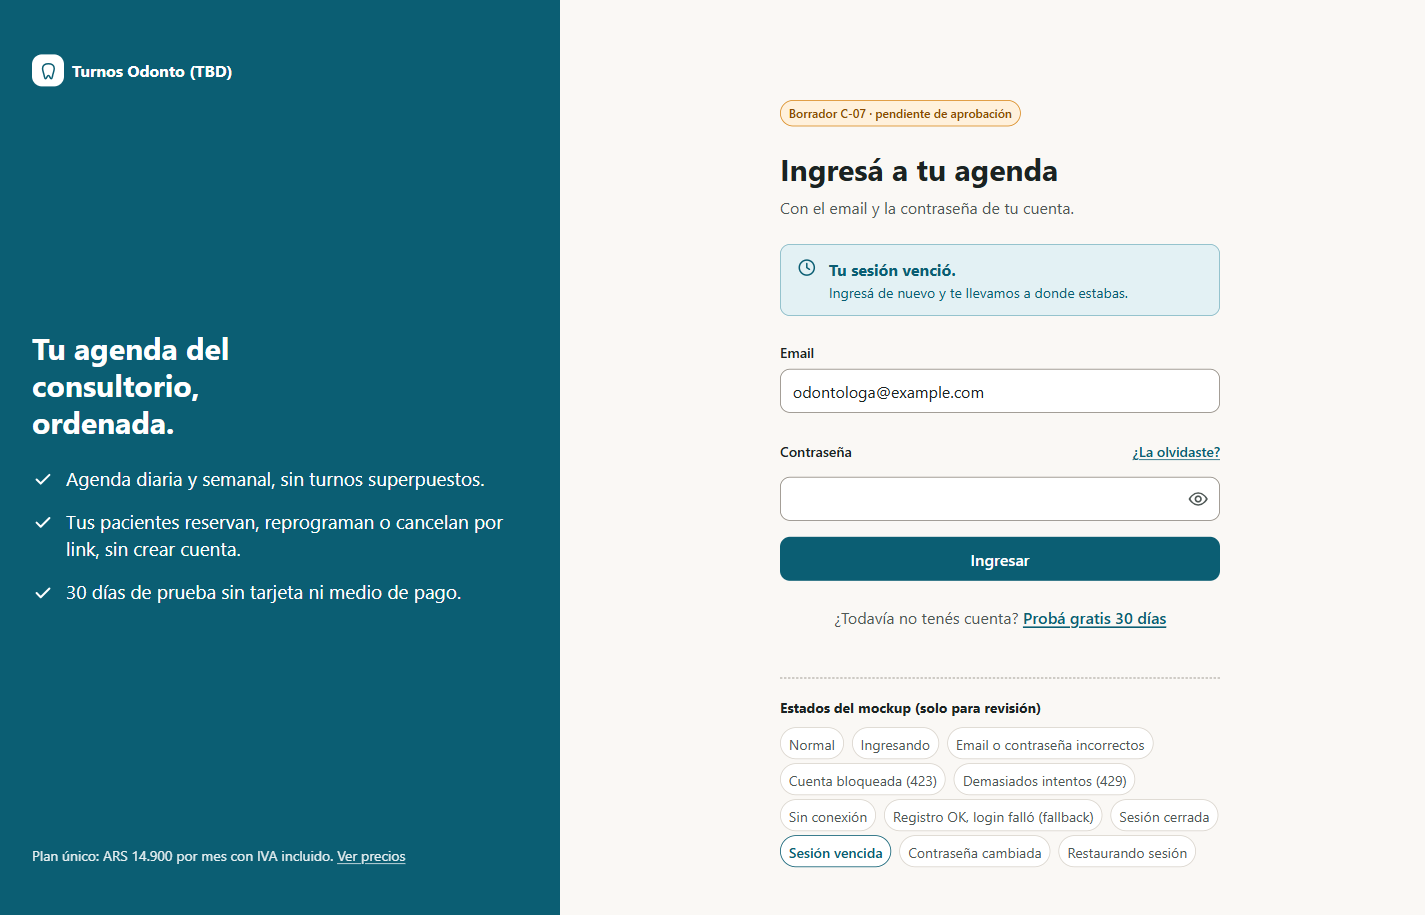 Turnos Odonto (TBD)
Tu agenda del
consultorio,
ordenada.
Agenda diaria y semanal, sin turnos superpuestos.
Tus pacientes reservan, reprograman o cancelan por
link, sin crear cuenta.
30 días de prueba sin tarjeta ni medio de pago.
Plan único: ARS 14.900 por mes con IVA incluido. Ver precios
Borrador C-07 · pendiente de aprobación
Ingresá a tu agenda
Con el email y la contraseña de tu cuenta.
Tu sesión venció.
Ingresá de nuevo y te llevamos a donde estabas.
Email
odontologa@example.com
Contraseña ¿La olvidaste?
Ingresar
¿Todavía no tenés cuenta? Probá gratis 30 días
Estados del mockup (solo para revisión)
Normal Ingresando Email o contraseña incorrectos
Cuenta bloqueada (423) Demasiados intentos (429)
Sin conexión Registro OK, login falló (fallback) Sesión cerrada
Sesión vencida Contraseña cambiada Restaurando sesión